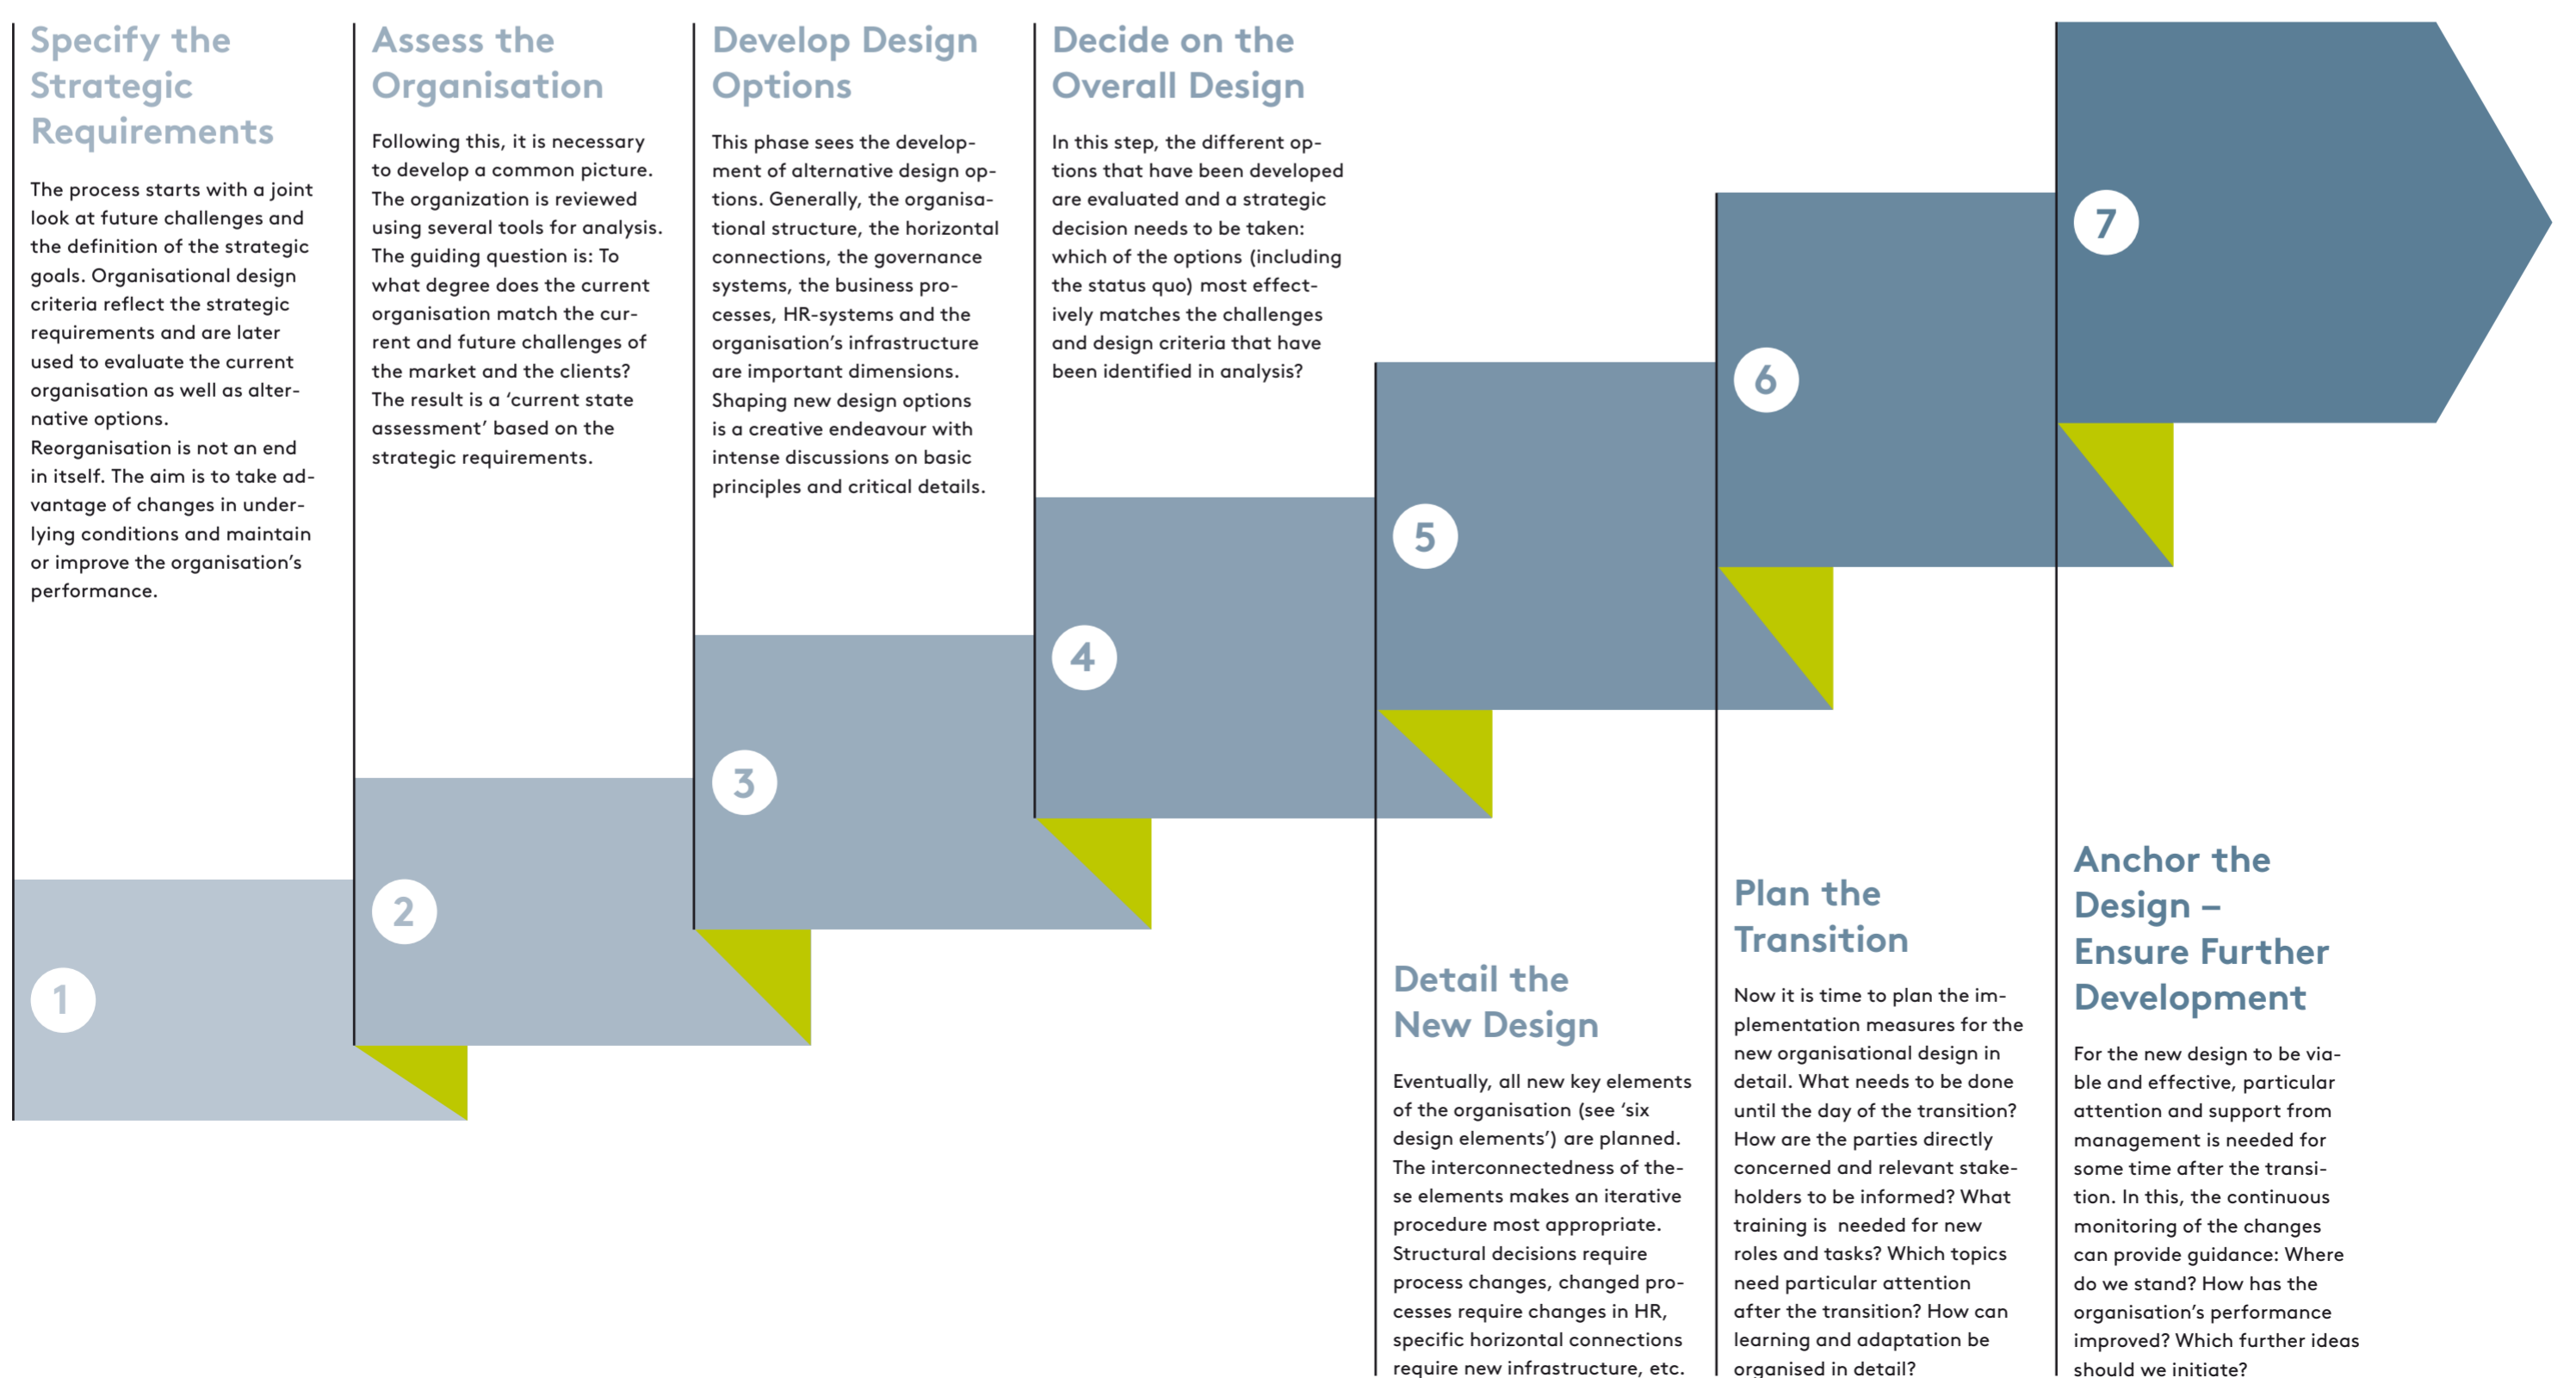 Specify the
Strategic
Requirements
The process starts with a joint
look at future challenges and
the definition of the strategic
goals. Organisational design
criteria reflect the strategic
requirements and are later
used to evaluate the current
organisation as well as alter-
native options.
Reorganisation is not an end
in itself. The aim is to take ad-
vantage of changes in under-
lying conditions and maintain
or improve the organisation's
performance.
1
Assess the
Organisation
Following this, it is necessary
to develop a common picture.
The organization is reviewed
using several tools for analysis.
The guiding question is: To
what degree does the current
organisation match the cur-
rent and future challenges of
the market and the clients?
The result is a ‘current state
assessment’ based on the
strategic requirements.
2
Develop Design
Options
This phase sees the develop-
ment of alternative design op-
tions. Generally, the organisa-
tional structure, the horizontal
connections, the governance
systems, the business pro-
cesses, HR-systems and the
organisation’s infrastructure
are important dimensions.
Shaping new design options
is a creative endeavour with
intense discussions on basic
principles and critical details.
3
Decide on the
Overall Design
In this step, the different op-
tions that have been developed
are evaluated and a strategic
decision needs to be taken:
which of the options (including
the status quo) most effect-
ively matches the challenges
and design criteria that have
been identified in analysis?
4
5
Detail the
New Design
Eventually, all new key elements
of the organisation (see ‘six
design elements’) are planned.
The interconnectedness of the-
se elements makes an iterative
procedure most appropriate.
Structural decisions require
process changes, changed pro-
cesses require changes in HR,
specific horizontal connections
require new infrastructure, etc.
6
Plan the
Transition
Now it is time to plan the im-
plementation measures for the
new organisational design in
detail. What needs to be done
until the day of the transition?
How are the parties directly
concerned and relevant stake-
holders to be informed? What
training is  needed for new
roles and tasks? Which topics
need particular attention
after the transition? How can
learning and adaptation be
organised in detail?
7
Anchor the
Design –
Ensure Further
Development
For the new design to be via-
ble and effective, particular
attention and support from
management is needed for
some time after the transi-
tion. In this, the continuous
monitoring of the changes
can provide guidance: Where
do we stand? How has the
organisation’s performance
improved? Which further ideas
should we initiate?